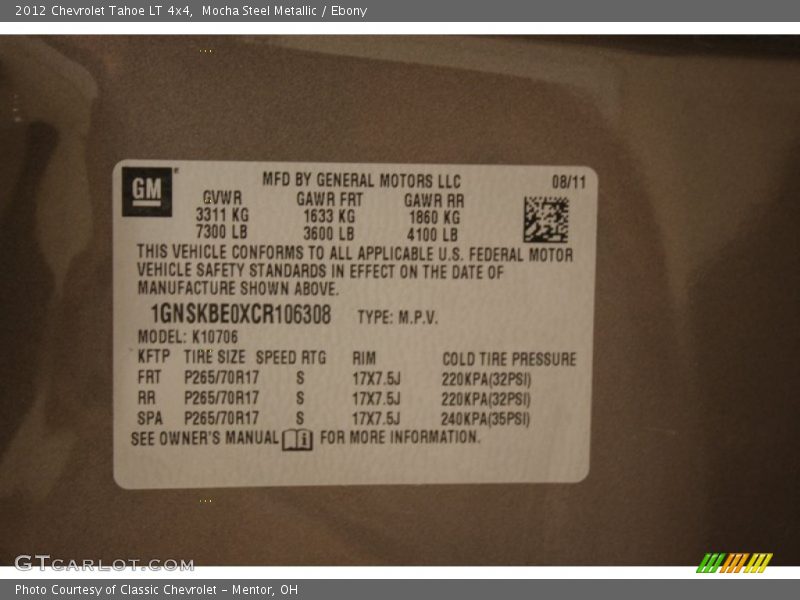 2012 Chevrolet Tahoe LT 4x4, Mocha Steel Metallic / Ebony
GM
MFD BY GENERAL MOTORS LLC 08/11
GVWR GAWR FRT GAWR RR
3311 KG 1633 KG 1860 KG
7300 LB 3600 LB 4100 LB
THIS VEHICLE CONFORMS TO ALL APPLICABLE U.S. FEDERAL MOTOR
VEHICLE SAFETY STANDARDS IN EFFECT ON THE DATE OF
MANUFACTURE SHOWN ABOVE.
1GNSKBE0XCR106308 TYPE: M.P.V.
MODEL: K10706
KFTP TIRE SIZE SPEED RTG RIM COLD TIRE PRESSURE
FRT P265/70R17 S 17X7.5J 220KPA(32PSI)
RR P265/70R17 S 17X7.5J 220KPA(32PSI)
SPA P265/70R17 S 17X7.5J 240KPA(35PSI)
SEE OWNER'S MANUAL FOR MORE INFORMATION.
GTCARLOT.COM
Photo Courtesy of Classic Chevrolet - Mentor, OH